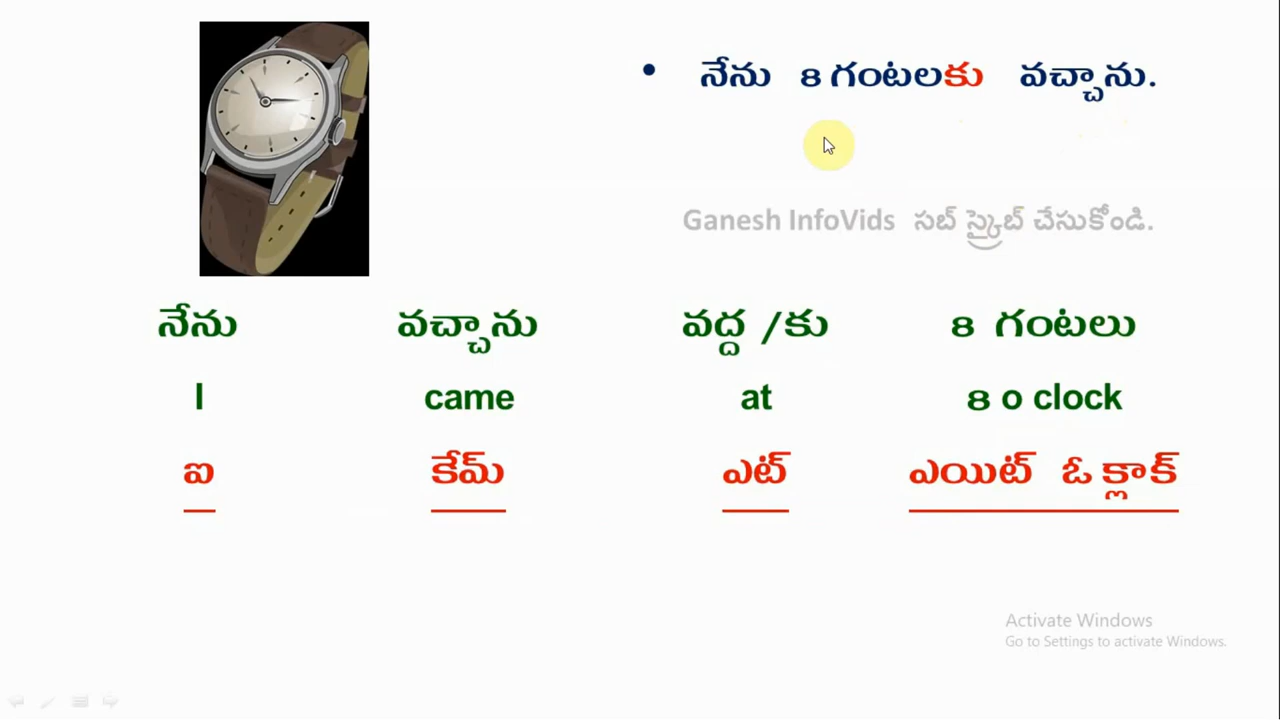 • నేను 8 గంటలకు వచ్చాను.
Ganesh InfoVids సబ్ స్క్రైబ్ చేసుకోండి.
నేను వచ్చాను వద్ద /కు 8 గంటలు
I came at 8 o clock
ఐ కేమ్ ఎట్ ఎయిట్ ఓ క్లాక్
Activate Windows
Go to Settings to activate Windows.